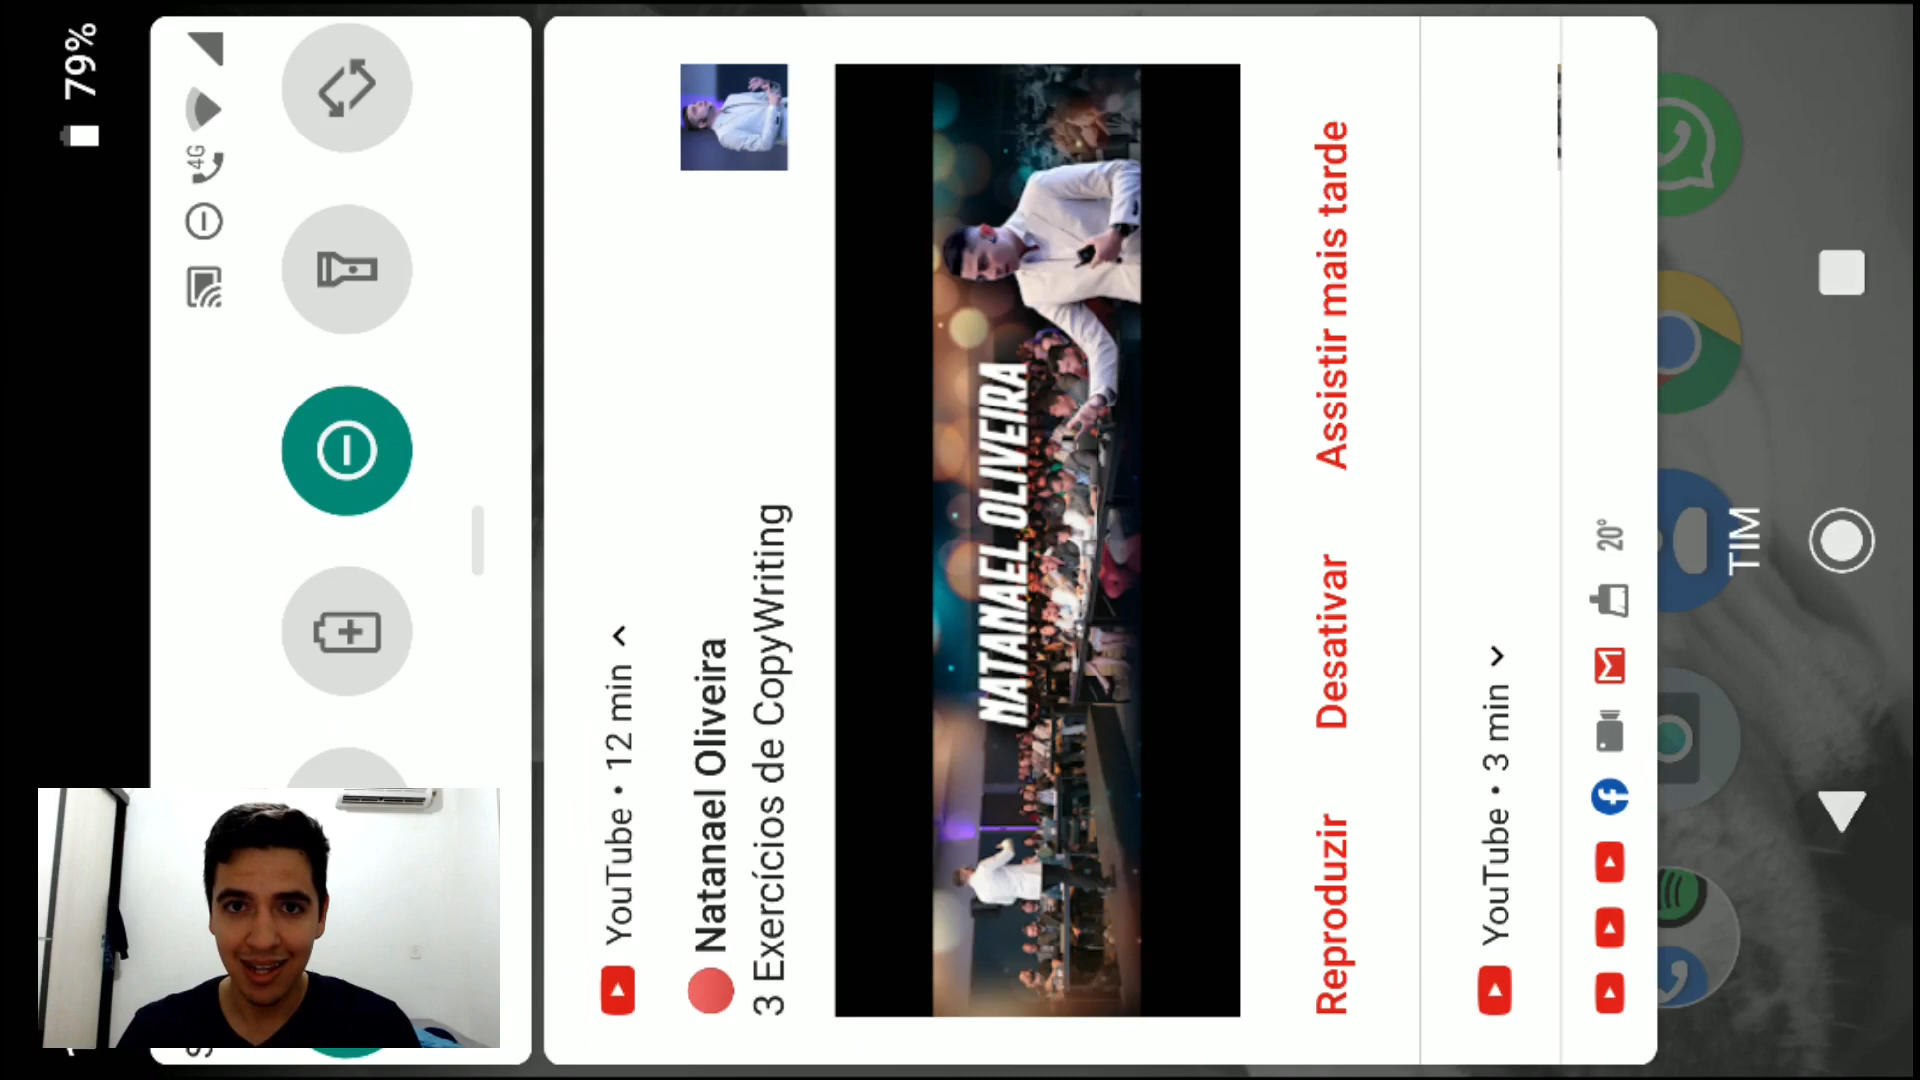 79%
4G
YouTube • 12 min
Natanael Oliveira
3 Exercícios de CopyWriting
NATANAEL OLIVEIRA
Reproduzir Desativar Assistir mais tarde
YouTube • 3 min
20°
TIM